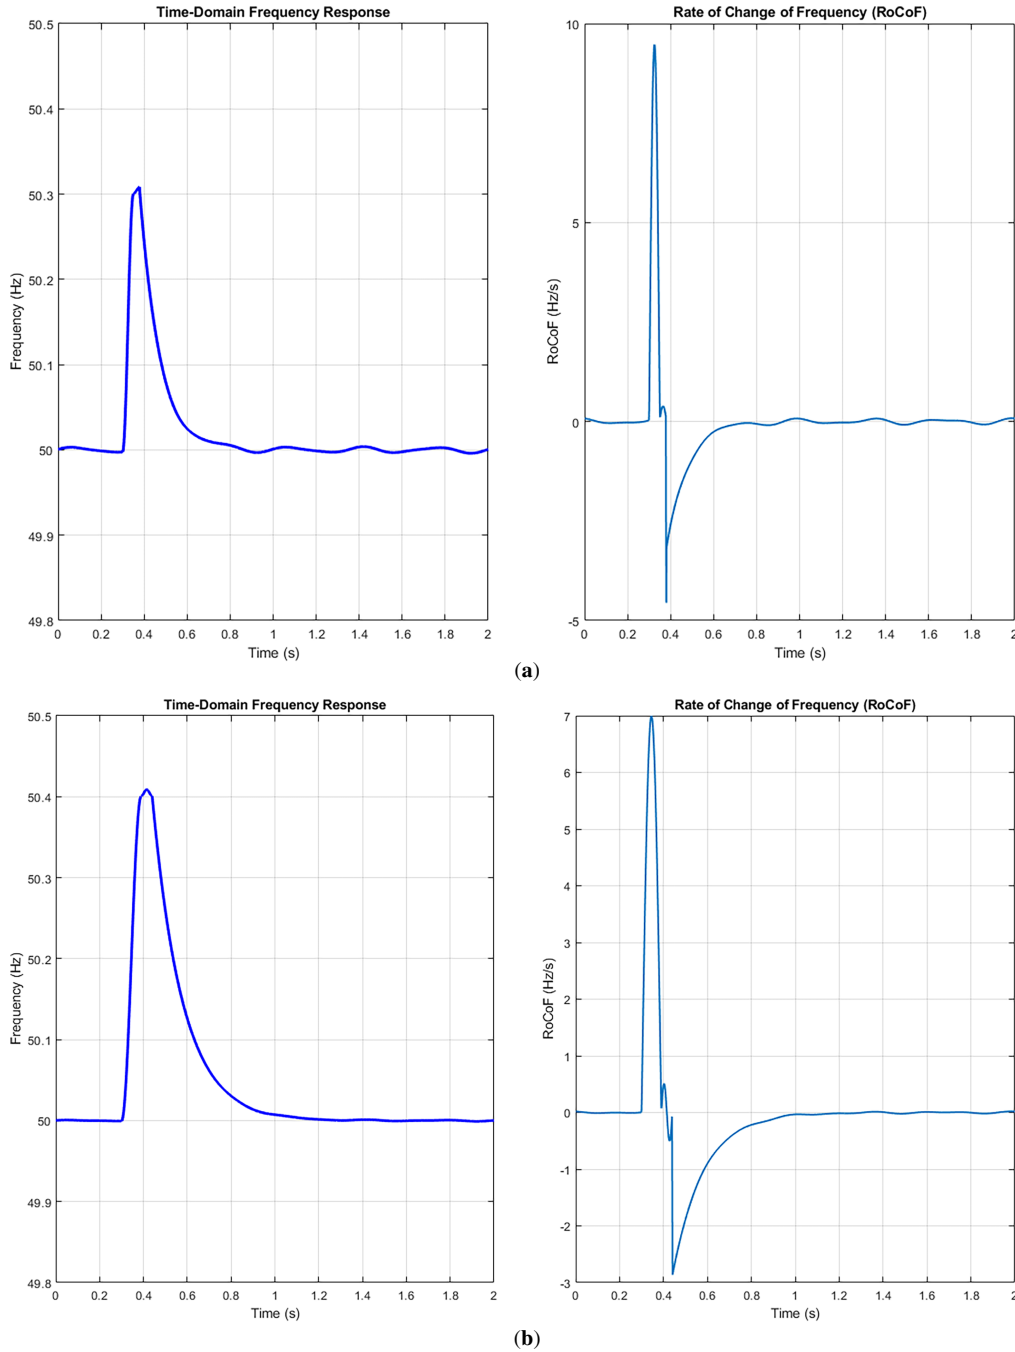 Time-Domain Frequency Response
50.5
50.4
50.3
50.2
50.1
50
49.9
49.8
Frequency (Hz)
0 0.2 0.4 0.6 0.8 1 1.2 1.4 1.6 1.8 2
Time (s)
Rate of Change of Frequency (RoCoF)
10
5
0
-5
RoCoF (Hz/s)
0 0.2 0.4 0.6 0.8 1 1.2 1.4 1.6 1.8 2
Time (s)
(a)
Time-Domain Frequency Response
50.5
50.4
50.3
50.2
50.1
50
49.9
49.8
Frequency (Hz)
0 0.2 0.4 0.6 0.8 1 1.2 1.4 1.6 1.8 2
Time (s)
Rate of Change of Frequency (RoCoF)
7
6
5
4
3
2
1
0
-1
-2
-3
RoCoF (Hz/s)
0 0.2 0.4 0.6 0.8 1 1.2 1.4 1.6 1.8 2
Time (s)
(b)